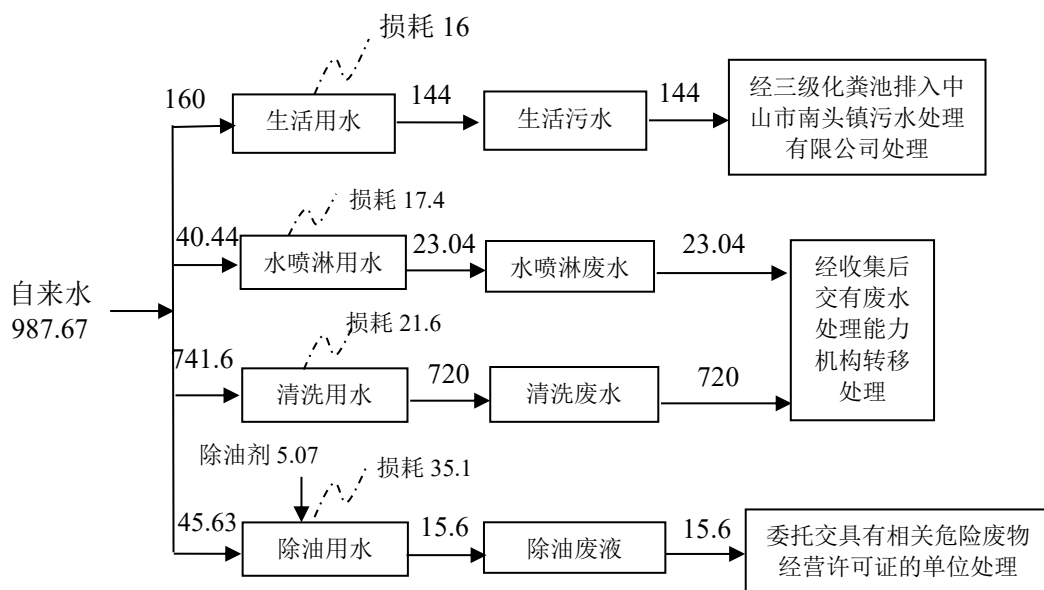 损耗 16
160
生活用水
144
生活污水
144
经三级化粪池排入中
山市南头镇污水处理
有限公司处理
损耗 17.4
40.44
水喷淋用水
23.04
水喷淋废水
23.04
经收集后
交有废水
处理能力
机构转移
处理
自来水
987.67
损耗 21.6
741.6
清洗用水
720
清洗废水
720
除油剂 5.07
损耗 35.1
45.63
除油用水
15.6
除油废液
15.6
委托交具有相关危险废物
经营许可证的单位处理